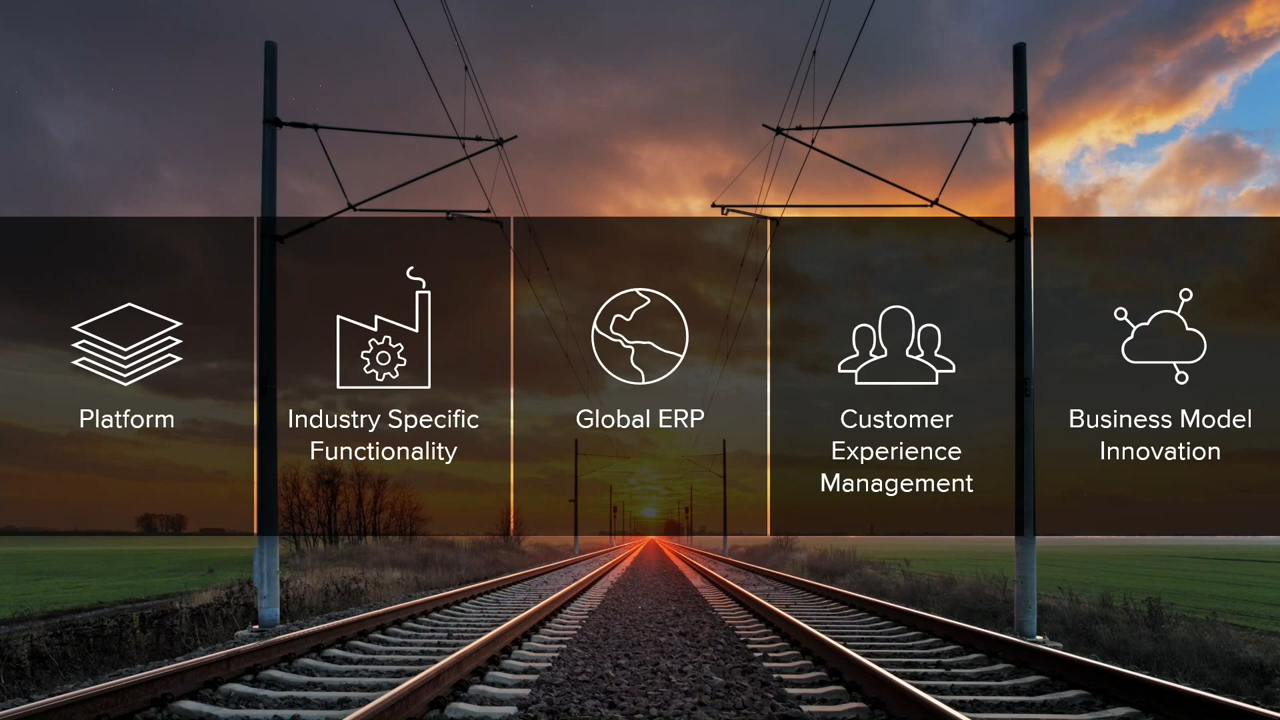 Platform
Industry Specific
Functionality
Global ERP
Customer
Experience
Management
Business Model
Innovation